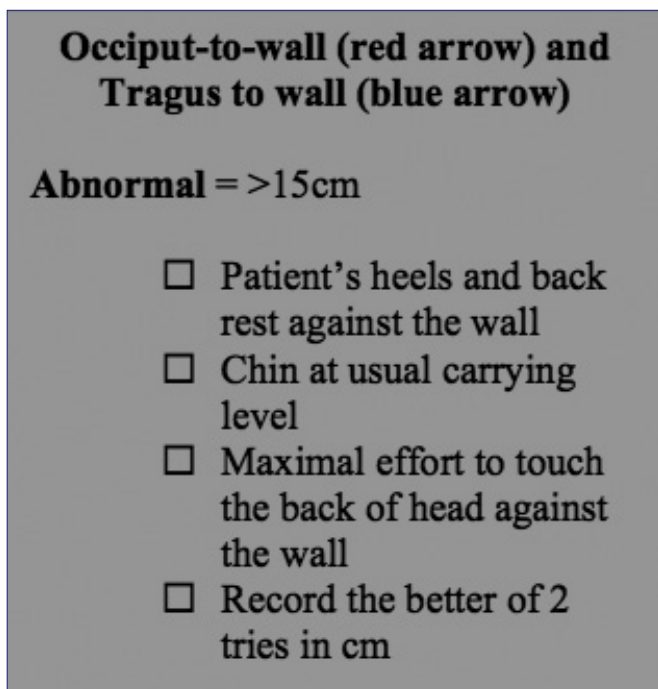 Occiput-to-wall (red arrow) and
Tragus to wall (blue arrow)
Abnormal = >15cm
☐ Patient's heels and back
rest against the wall
☐ Chin at usual carrying
level
☐ Maximal effort to touch
the back of head against
the wall
☐ Record the better of 2
tries in cm